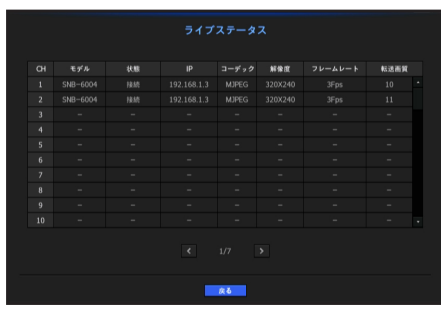 ライブステータス
CH モデル 状態 IP コーデック 解像度 フレームレート 転送画質
1 SNB-6004 接続 192.168.1.3 MJPEG 320X240 3Fps 10
2 SNB-6004 接続 192.168.1.3 MJPEG 320X240 3Fps 11
3 - - - - - - -
4 - - - - - - -
5 - - - - - - -
6 - - - - - - -
7 - - - - - - -
8 - - - - - - -
9 - - - - - - -
10 - - - - - - -
< 1/7 >
戻る